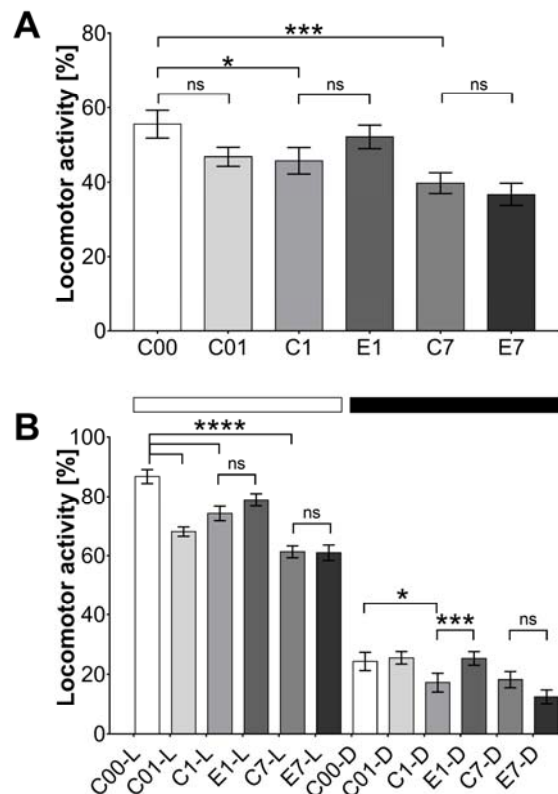 A
Locomotor activity [%]
80
60
40
20
0
***
*
ns
ns
ns
C00 C01 C1 E1 C7 E7
B
Locomotor activity [%]
100
80
60
40
20
0
****
ns
ns
*
***
ns
C00-L C01-L C1-L E1-L C7-L E7-L C00-D C01-D C1-D E1-D C7-D E7-D